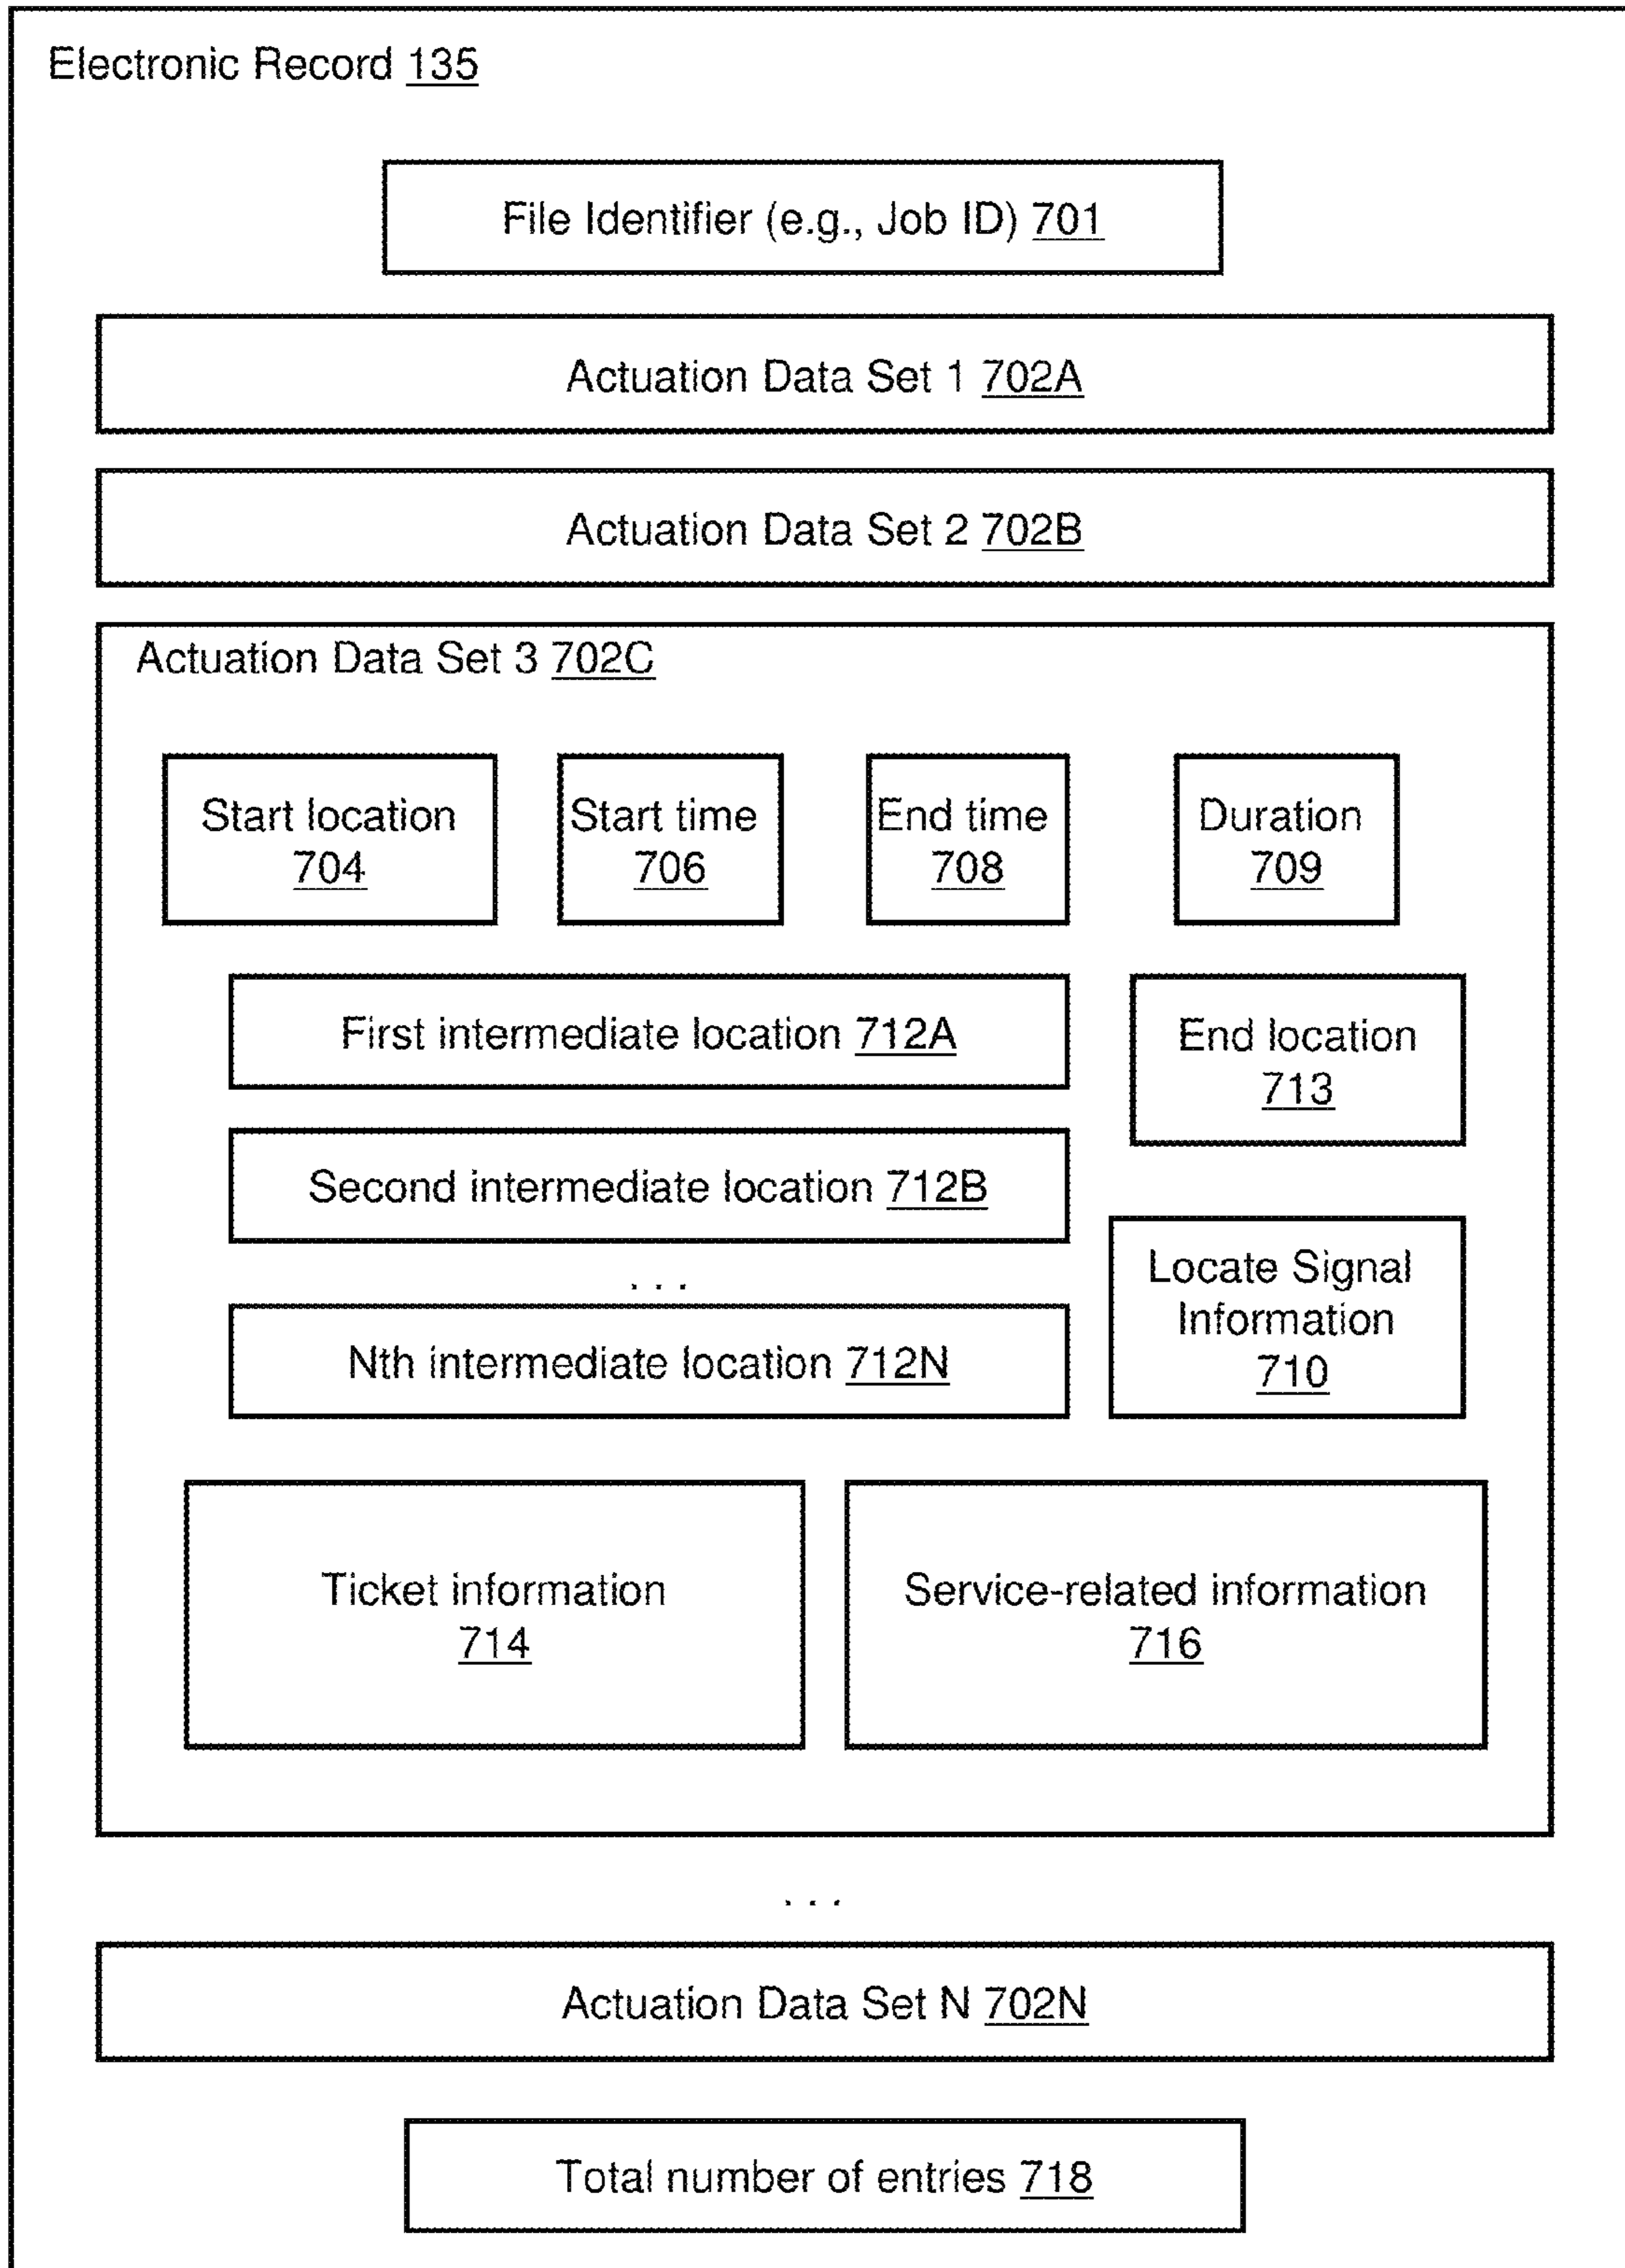 Electronic Record 135
File Identifier (e.g., Job ID) 701
Actuation Data Set 1 702A
Actuation Data Set 2 702B
Actuation Data Set 3 702C
Start location
704
Start time
706
End time
708
Duration
709
First intermediate location 712A
End location
713
Second intermediate location 712B
. . .
Locate Signal
Information
710
Nth intermediate location 712N
Ticket information
714
Service-related information
716
. . .
Actuation Data Set N 702N
Total number of entries 718